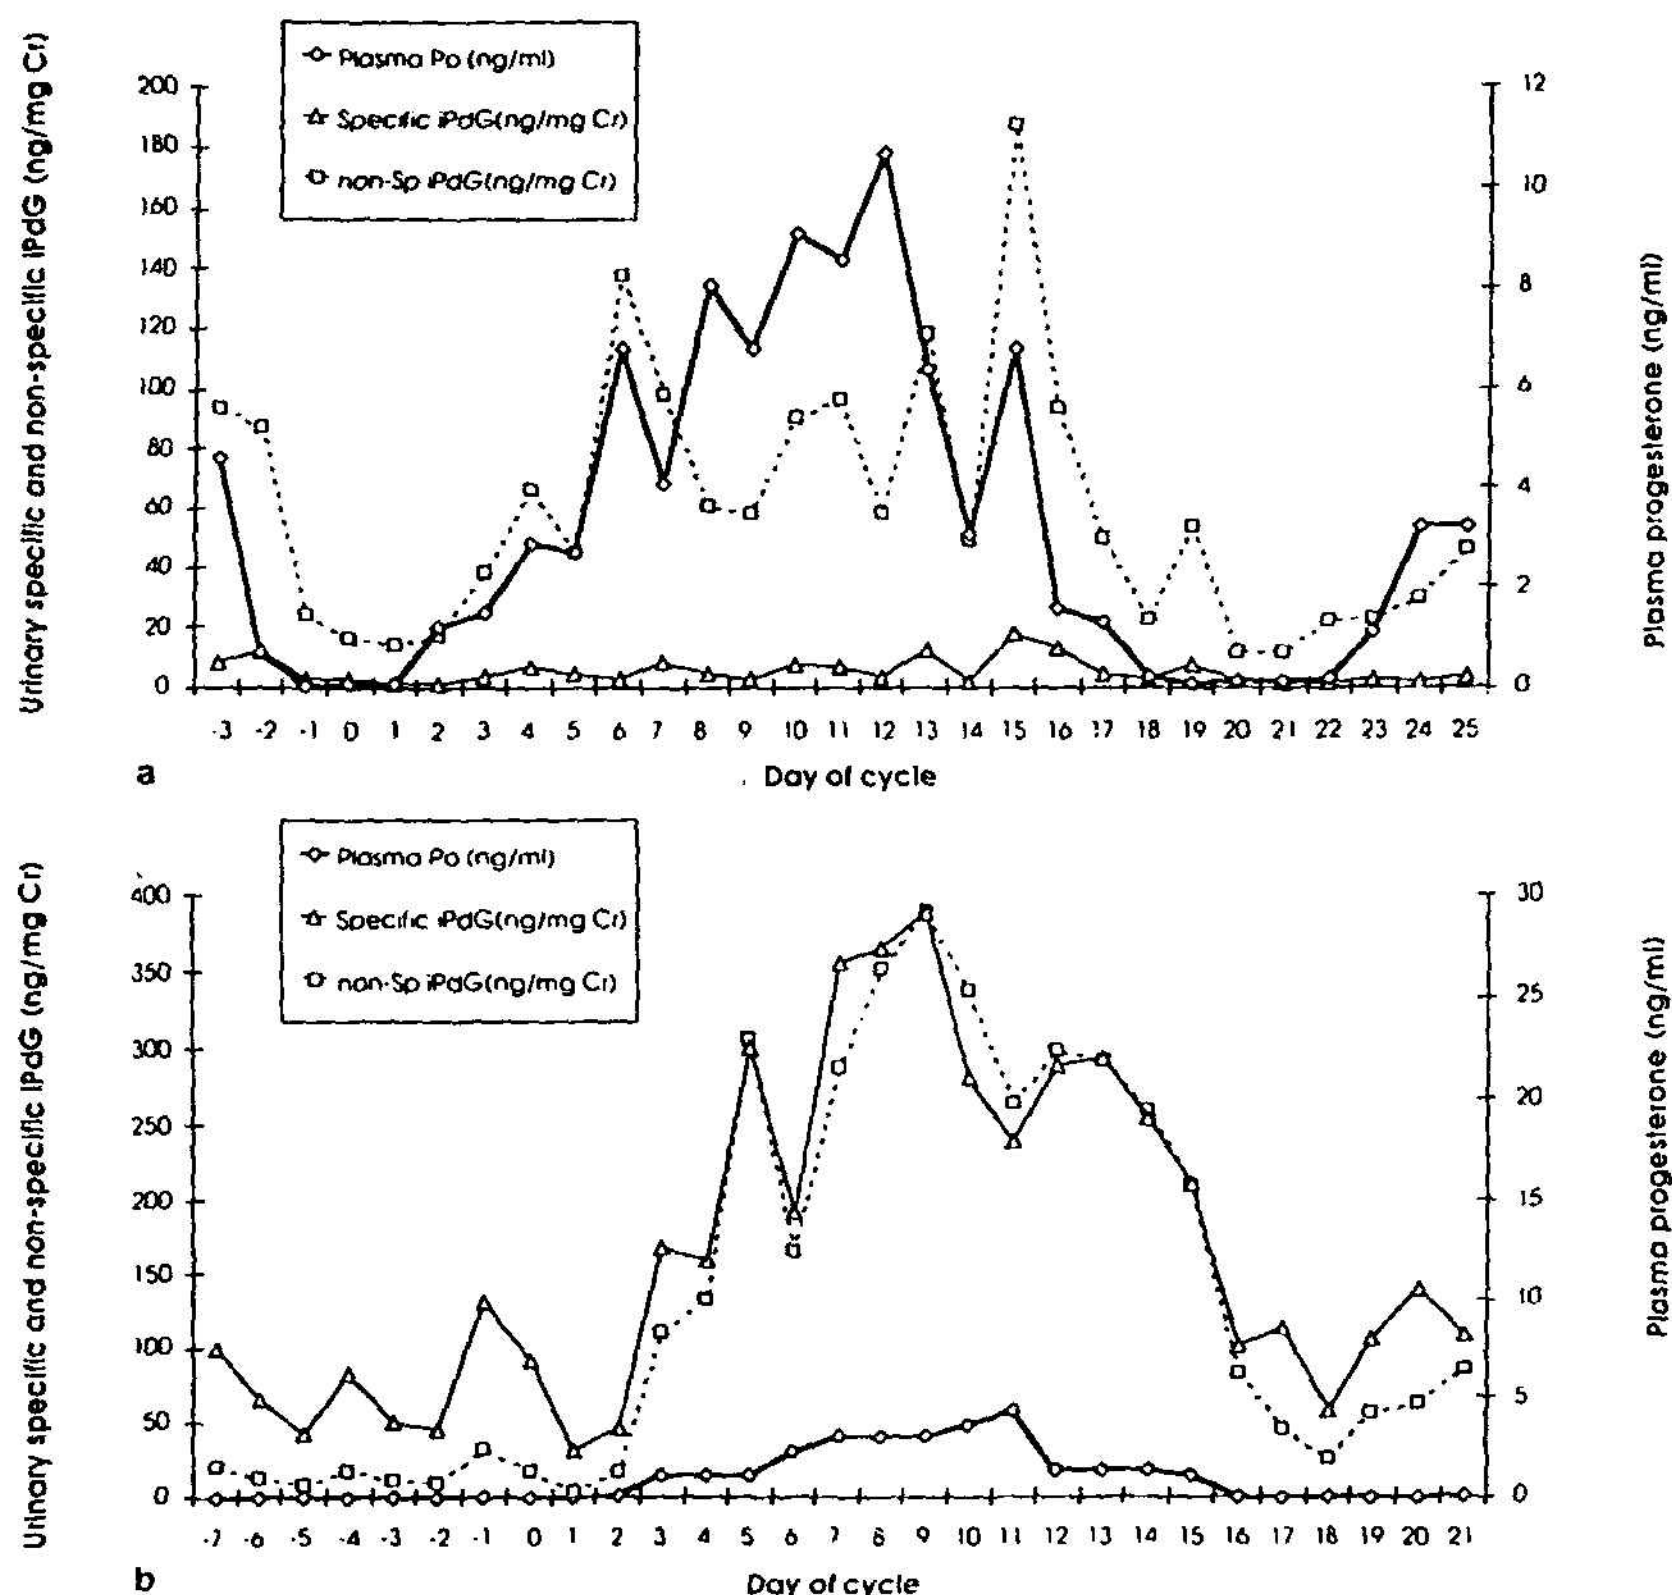 Urinary specific and non-specific iPdG (ng/mg Cr)
Plasma Po (ng/ml)
Specific iPdG(ng/mg Cr)
non-Sp iPdG(ng/mg Cr)
200
180
160
140
120
100
80
60
40
20
0
12
10
8
6
4
2
0
Plasma progesterone (ng/ml)
-3 -2 -1 0 1 2 3 4 5 6 7 8 9 10 11 12 13 14 15 16 17 18 19 20 21 22 23 24 25
a
Day of cycle
Urinary specific and non-specific iPdG (ng/mg Cr)
Plasma Po (ng/ml)
Specific iPdG(ng/mg Cr)
non-Sp iPdG(ng/mg Cr)
400
350
300
250
200
150
100
50
0
30
25
20
15
10
5
0
Plasma progesterone (ng/ml)
-7 -6 -5 -4 -3 -2 -1 0 1 2 3 4 5 6 7 8 9 10 11 12 13 14 15 16 17 18 19 20 21
b
Day of cycle